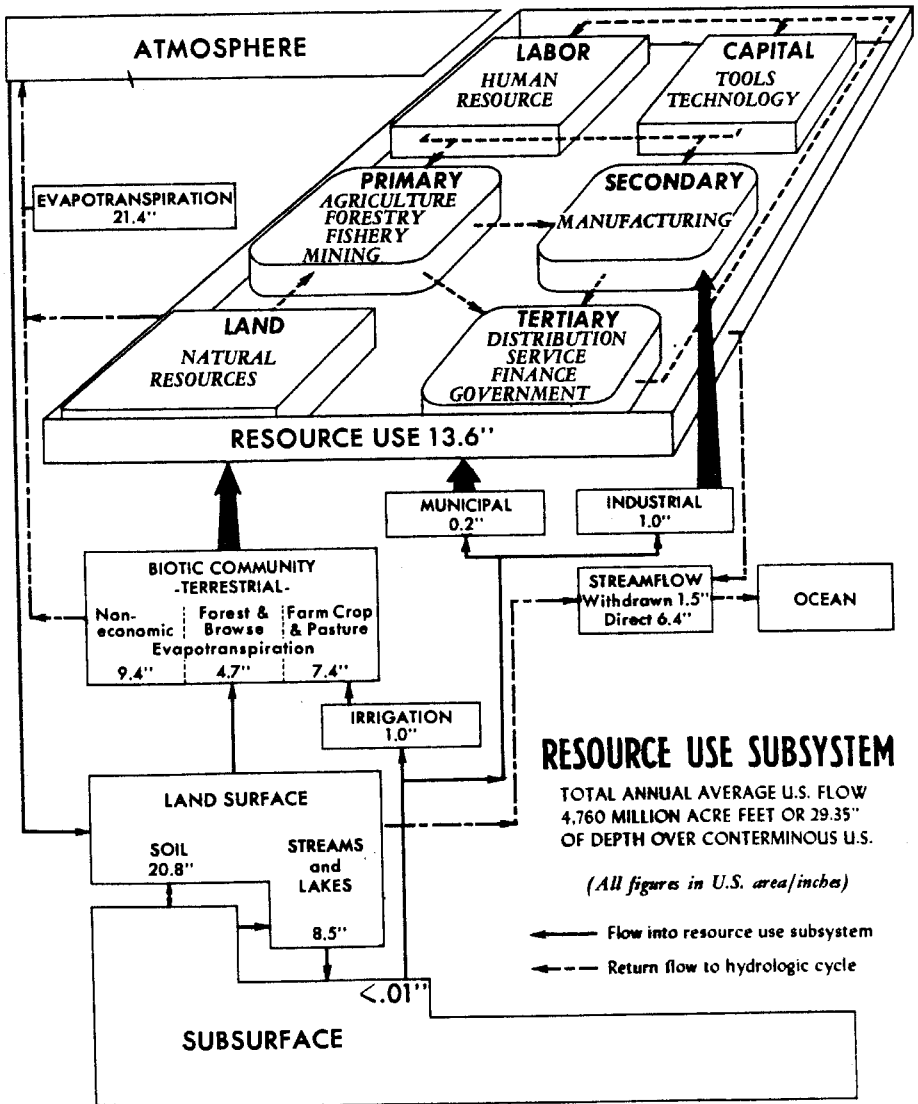 ATMOSPHERE
LABOR
HUMAN
RESOURCE
CAPITAL
TOOLS
TECHNOLOGY
EVAPOTRANSPIRATION
21.4"
PRIMARY
AGRICULTURE
FORESTRY
FISHERY
MINING
SECONDARY
MANUFACTURING
LAND
NATURAL
RESOURCES
TERTIARY
DISTRIBUTION
SERVICE
FINANCE
GOVERNMENT
RESOURCE USE 13.6"
MUNICIPAL
0.2"
INDUSTRIAL
1.0"
BIOTIC COMMUNITY
-TERRESTRIAL-
Non-
economic
Forest &
Browse
Farm Crop
& Pasture
Evapotranspiration
9.4"
4.7"
7.4"
STREAMFLOW
Withdrawn 1.5"
Direct 6.4"
OCEAN
IRRIGATION
1.0"
LAND SURFACE
SOIL
20.8"
STREAMS
and
LAKES
8.5"
<.01"
SUBSURFACE
RESOURCE USE SUBSYSTEM
TOTAL ANNUAL AVERAGE U.S. FLOW
4,760 MILLION ACRE FEET OR 29.35"
OF DEPTH OVER CONTERMINOUS U.S.
(All figures in U.S. area/inches)
Flow into resource use subsystem
Return flow to hydrologic cycle